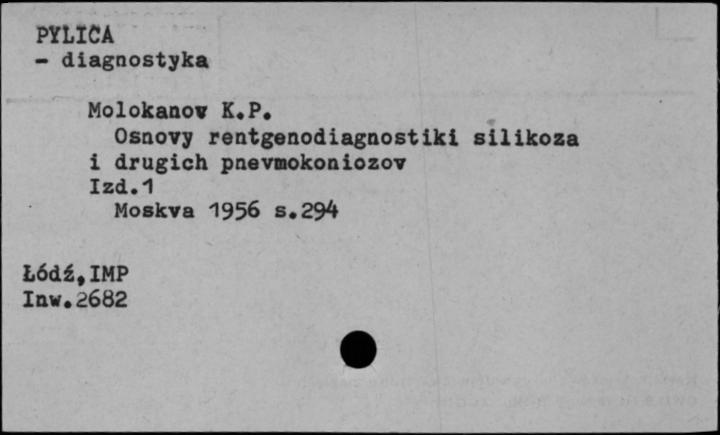 PYLICA
- diagnostyka
Molokanov K.P.
Osnovy rentgenodiagnostiki silikoza
i drugich pnevmokoniozov
Izd.1
Moskva 1956 s.294
Łódź,IMP
Inw.2682